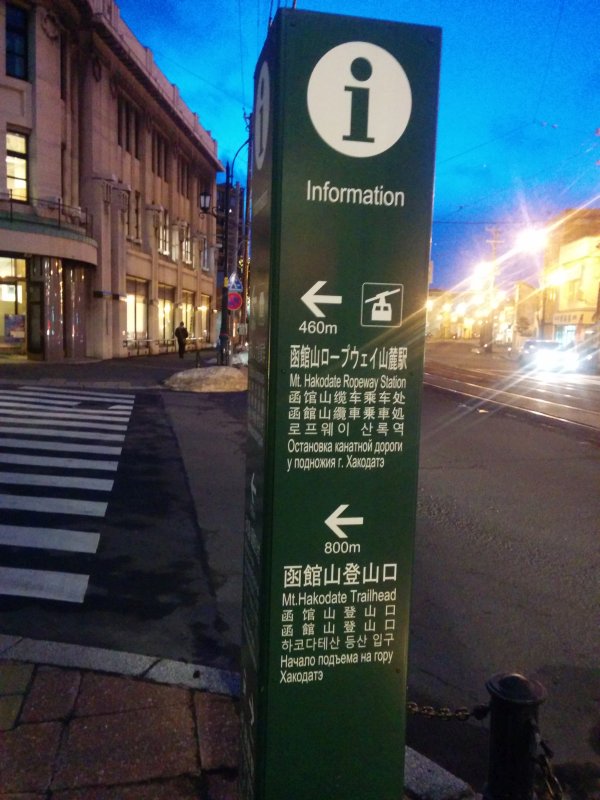 i
Information
←
460m
函館山ロープウェイ山麓駅
Mt. Hakodate Ropeway Station
函馆山缆车乘车处
函館山纜車乘車處
로프웨이 산록역
Остановка канатной дороги
у подножия г. Хакодатэ
←
800m
函館山登山口
Mt.Hakodate Trailhead
函馆山登山口
函館山登山口
하코다테산 등산 입구
Начало подъема на гору
Хакодатэ